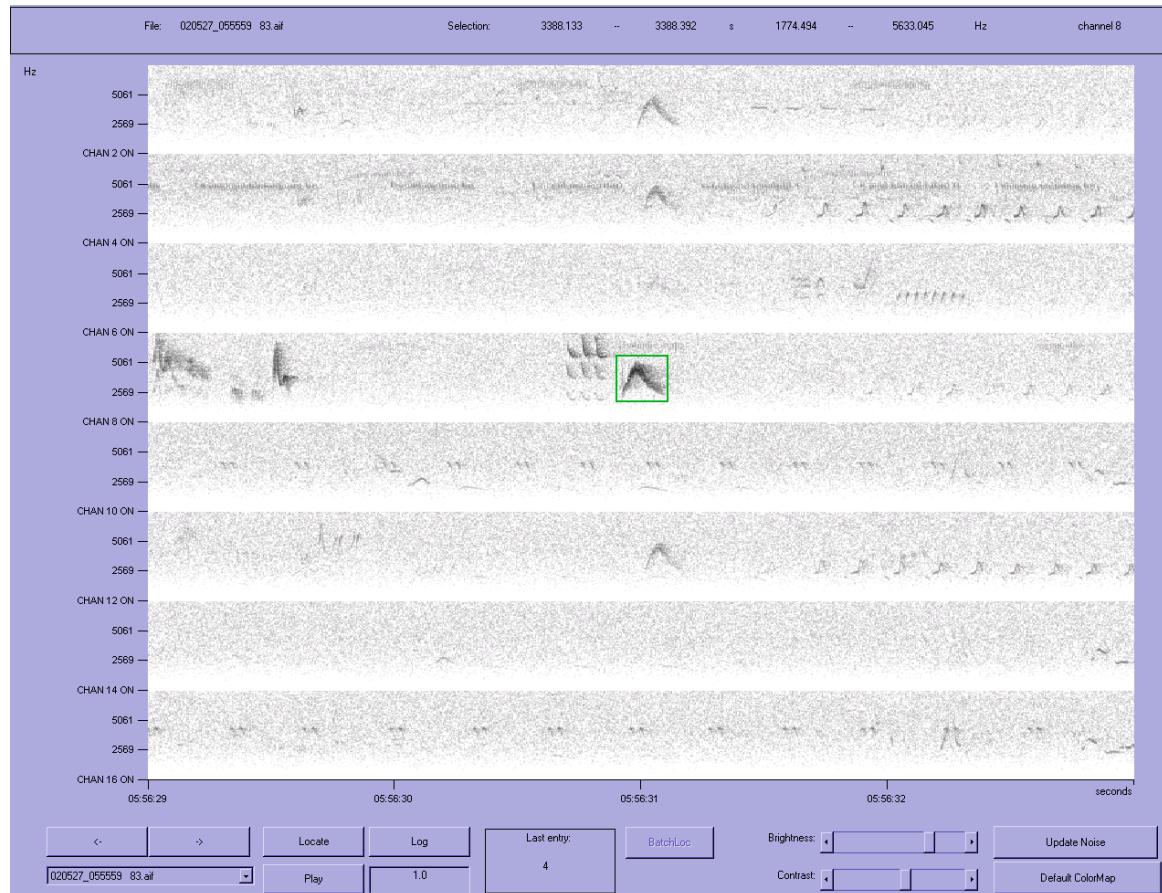 File: 020527_055559 83.aif Selection: 3388.133 -- 3388.392 s 1774.494 -- 5633.045 Hz channel 8
Hz
5061
2569
CHAN 2 ON
5061
2569
CHAN 4 ON
5061
2569
CHAN 6 ON
5061
2569
CHAN 8 ON
5061
2569
CHAN 10 ON
5061
2569
CHAN 12 ON
5061
2569
CHAN 14 ON
5061
2569
CHAN 16 ON
05:56:29 05:56:30 05:56:31 05:56:32 seconds
<- -> Locate Log Last entry: BatchLoc Brightness: Update Noise
4
020527_055559 83.aif Play 1.0 Contrast: Default ColorMap